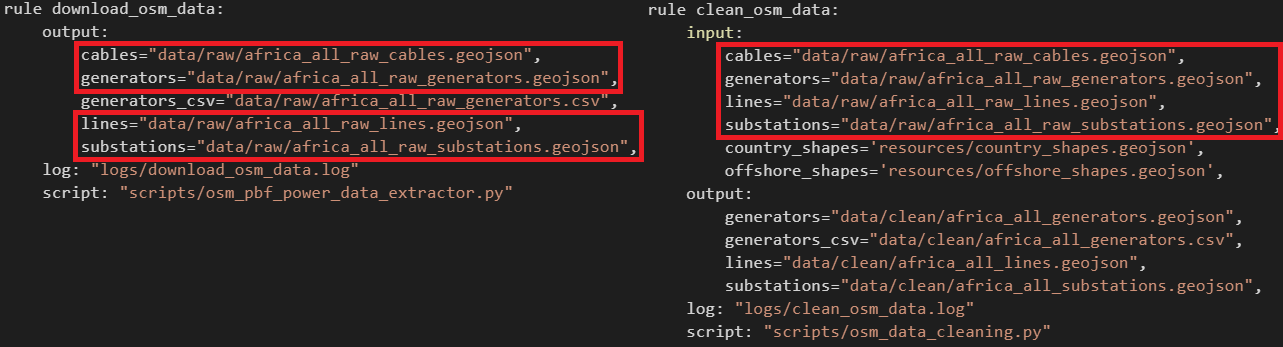 rule download_osm_data:
    output:
        cables="data/raw/africa_all_raw_cables.geojson",
        generators="data/raw/africa_all_raw_generators.geojson",
        generators_csv="data/raw/africa_all_raw_generators.csv",
        lines="data/raw/africa_all_raw_lines.geojson",
        substations="data/raw/africa_all_raw_substations.geojson",
    log: "logs/download_osm_data.log"
    script: "scripts/osm_pbf_power_data_extractor.py"
rule clean_osm_data:
    input:
        cables="data/raw/africa_all_raw_cables.geojson",
        generators="data/raw/africa_all_raw_generators.geojson",
        lines="data/raw/africa_all_raw_lines.geojson",
        substations="data/raw/africa_all_raw_substations.geojson",
        country_shapes='resources/country_shapes.geojson',
        offshore_shapes='resources/offshore_shapes.geojson',
    output:
        generators="data/clean/africa_all_generators.geojson",
        generators_csv="data/clean/africa_all_generators.csv",
        lines="data/clean/africa_all_lines.geojson",
        substations="data/clean/africa_all_substations.geojson",
    log: "logs/clean_osm_data.log"
    script: "scripts/osm_data_cleaning.py"